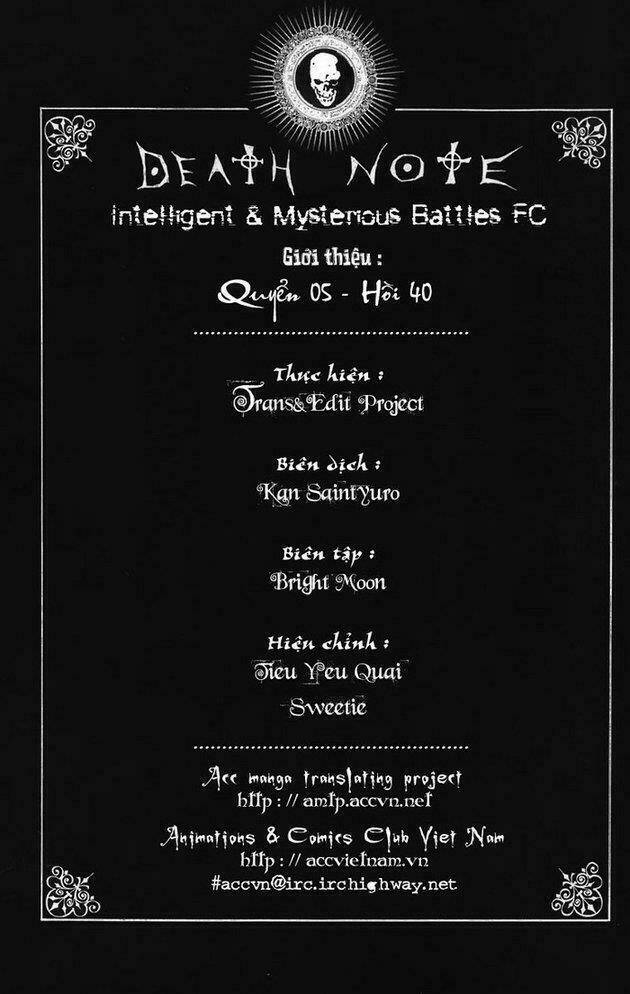 DEATH NOTE
Intelligent & Mysterious Battles FC
Giới thiệu :
Quyển 05 - Hồi 40
Thực hiện :
Trans&Edit Project
Biên dịch :
Kan SaintYuro
Biên tập :
Bright Moon
Hiệu chỉnh :
Tieu Yeu Quai
Sweetie
Acc manga translating project
http : // amtp.accvn.net
Animations & Comics Club Viet Nam
http : // accvietnam.vn
#accvn@irc.irchighway.net